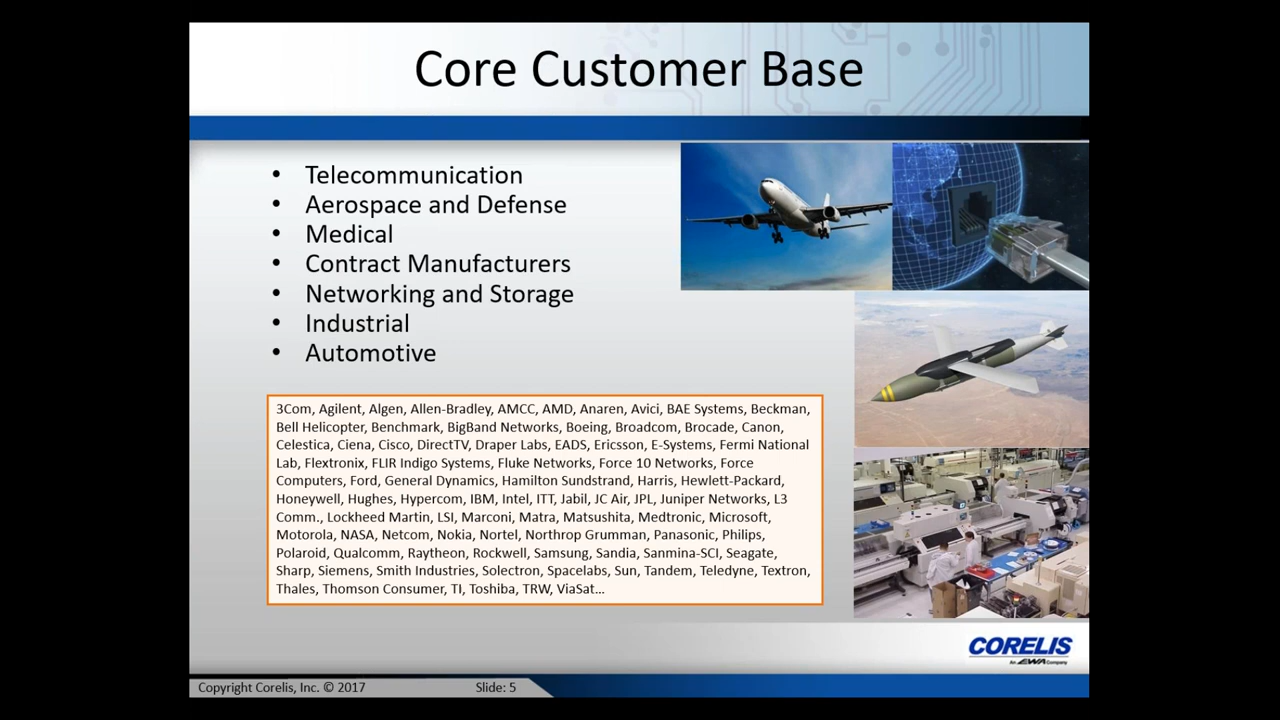 Core Customer Base
• Telecommunication
• Aerospace and Defense
• Medical
• Contract Manufacturers
• Networking and Storage
• Industrial
• Automotive
3Com, Agilent, Algen, Allen-Bradley, AMCC, AMD, Anaren, Avici, BAE Systems, Beckman,
Bell Helicopter, Benchmark, BigBand Networks, Boeing, Broadcom, Brocade, Canon,
Celestica, Ciena, Cisco, DirectTV, Draper Labs, EADS, Ericsson, E-Systems, Fermi National
Lab, Flextronix, FLIR Indigo Systems, Fluke Networks, Force 10 Networks, Force
Computers, Ford, General Dynamics, Hamilton Sundstrand, Harris, Hewlett-Packard,
Honeywell, Hughes, Hypercom, IBM, Intel, ITT, Jabil, JC Air, JPL, Juniper Networks, L3
Comm., Lockheed Martin, LSI, Marconi, Matra, Matsushita, Medtronic, Microsoft,
Motorola, NASA, Netcom, Nokia, Nortel, Northrop Grumman, Panasonic, Philips,
Polaroid, Qualcomm, Raytheon, Rockwell, Samsung, Sandia, Sanmina-SCI, Seagate,
Sharp, Siemens, Smith Industries, Solectron, Spacelabs, Sun, Tandem, Teledyne, Textron,
Thales, Thomson Consumer, TI, Toshiba, TRW, ViaSat...
CORELIS
An EWA Company
Copyright Corelis, Inc. © 2017
Slide: 5